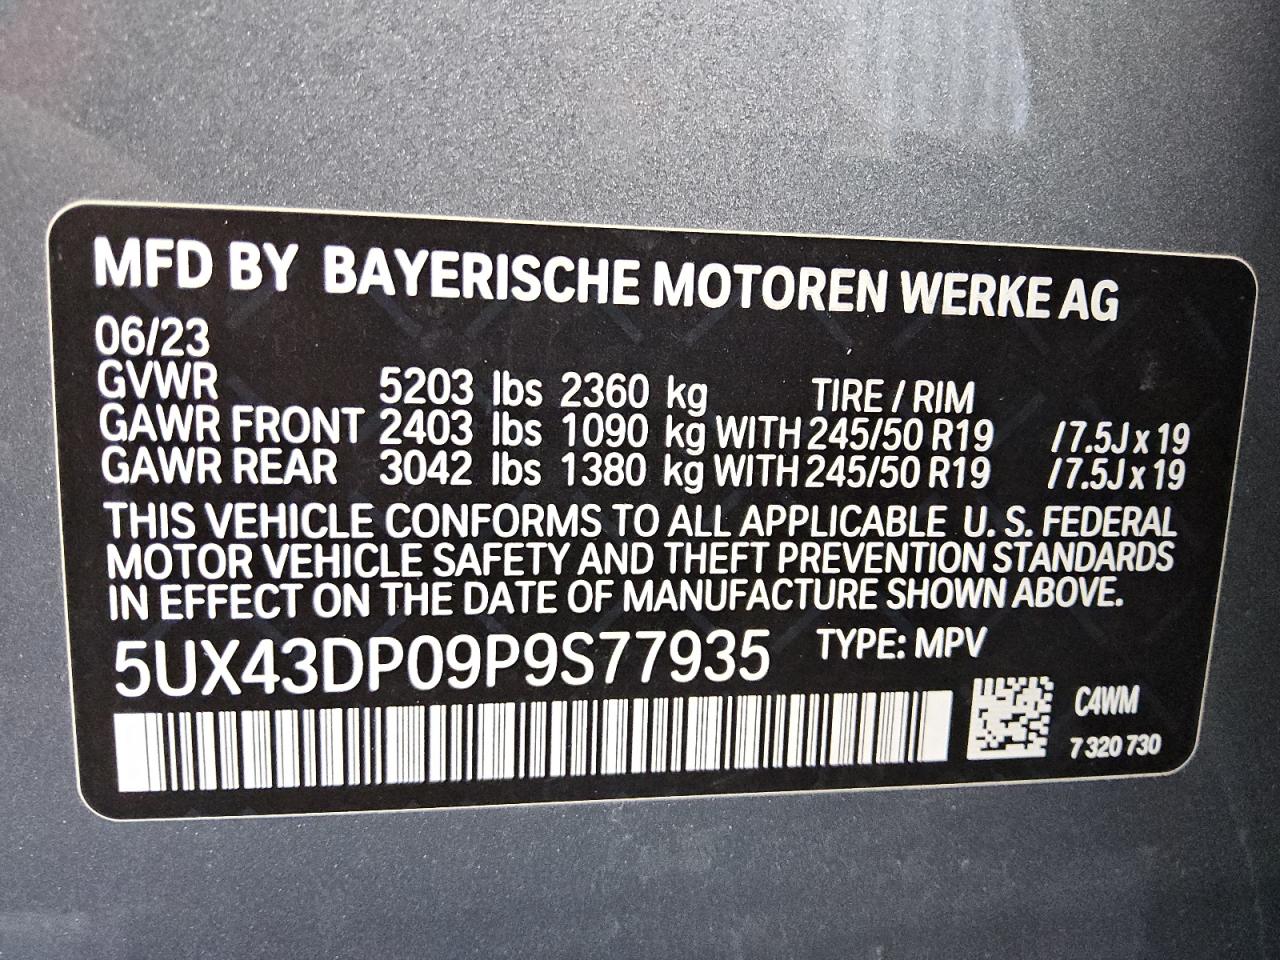 MFD BY BAYERISCHE MOTOREN WERKE AG
06/23
GVWR 5203 lbs 2360 kg TIRE / RIM
GAWR FRONT 2403 lbs 1090 kg WITH 245/50 R19 /7.5J x 19
GAWR REAR 3042 lbs 1380 kg WITH 245/50 R19 /7.5J x 19
THIS VEHICLE CONFORMS TO ALL APPLICABLE U. S. FEDERAL
MOTOR VEHICLE SAFETY AND THEFT PREVENTION STANDARDS
IN EFFECT ON THE DATE OF MANUFACTURE SHOWN ABOVE.
5UX43DP09P9S77935 TYPE: MPV
C4WM
7 320 730